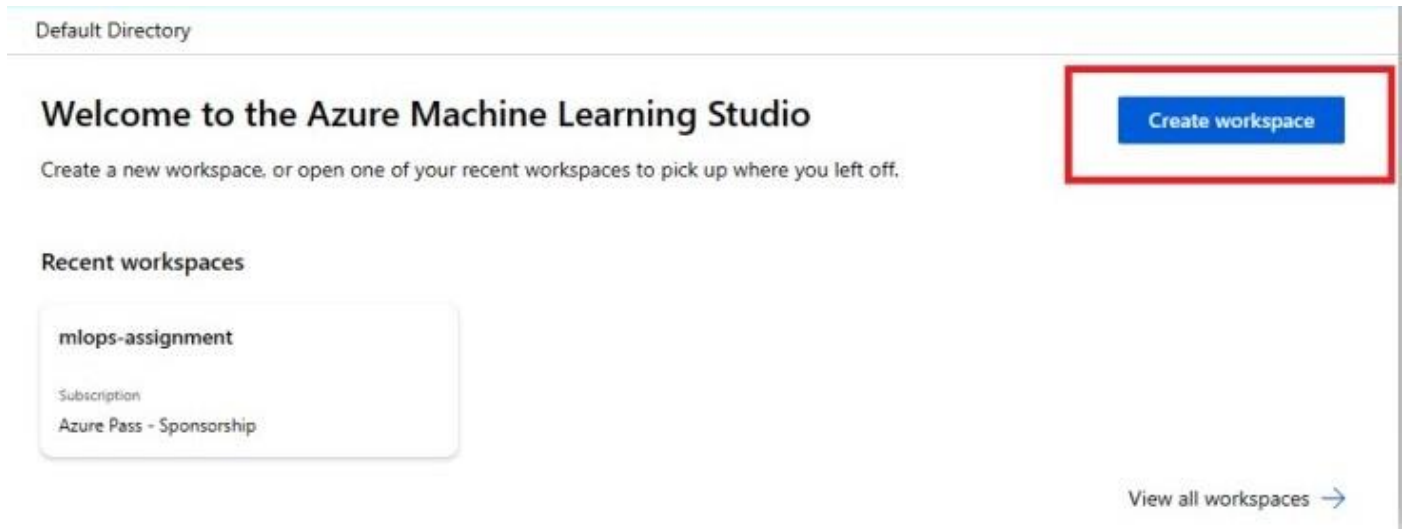 Default Directory
Welcome to the Azure Machine Learning Studio
Create workspace
Create a new workspace, or open one of your recent workspaces to pick up where you left off.
Recent workspaces
mlops-assignment
Subscription
Azure Pass - Sponsorship
View all workspaces →